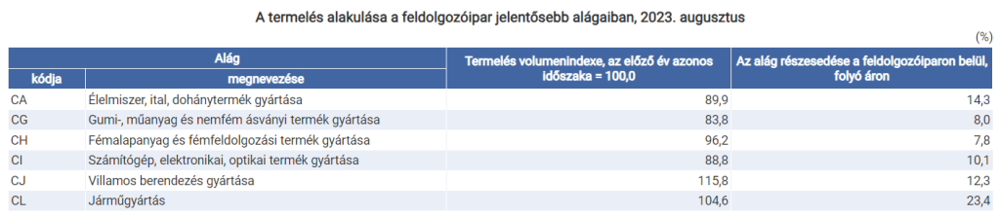 A termelés alakulása a feldolgozóipar jelentősebb alágaiban, 2023. augusztus
(%)
Alág
Termelés volumenindexe, az előző év azonos
időszaka = 100,0
Az alág részesedése a feldolgozóiparon belül,
folyó áron
kódja megnevezése
CA Élelmiszer, ital, dohánytermék gyártása 89,9 14,3
CG Gumi-, műanyag és nemfém ásványi termék gyártása 83,8 8,0
CH Fémalapanyag és fémfeldolgozási termék gyártása 96,2 7,8
CI Számítógép, elektronikai, optikai termék gyártása 88,8 10,1
CJ Villamos berendezés gyártása 115,8 12,3
CL Járműgyártás 104,6 23,4